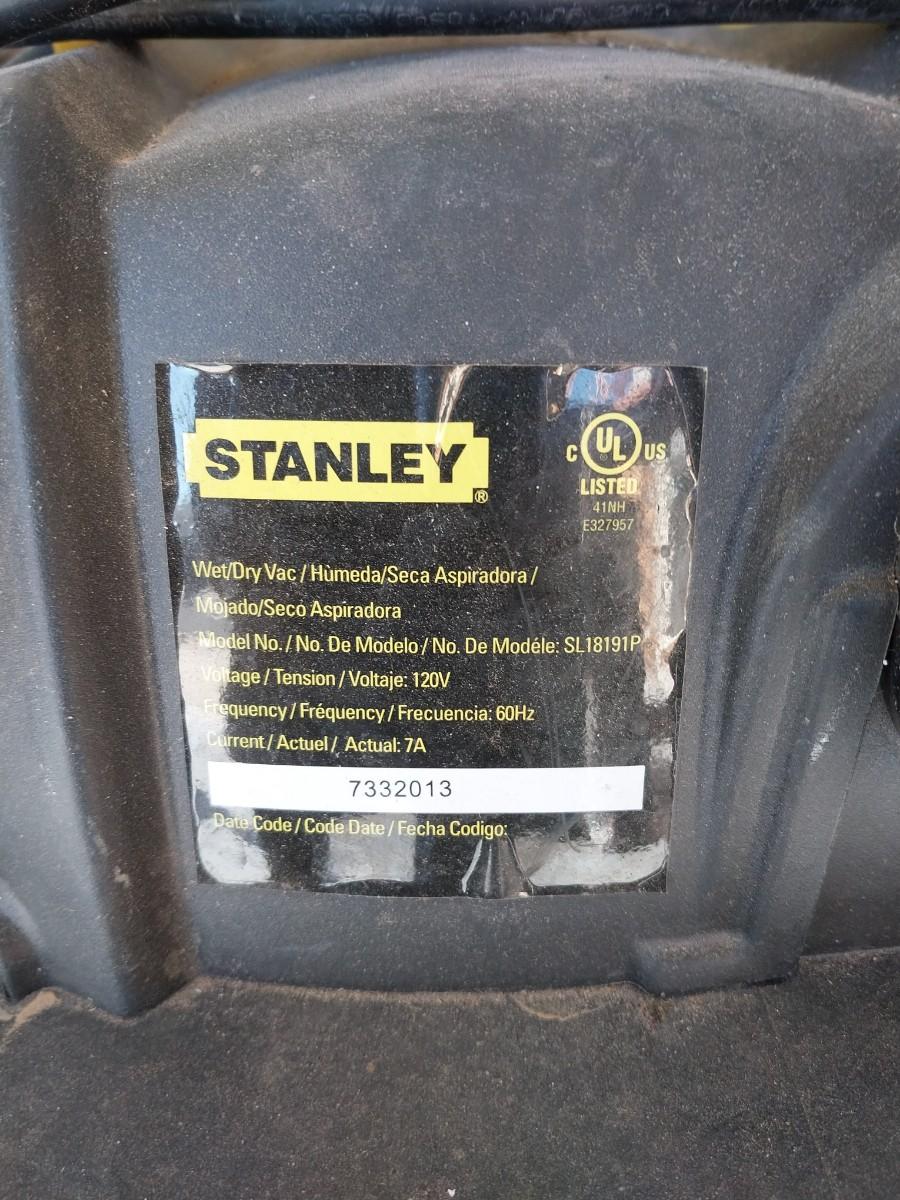 STANLEY®
C UL US
LISTED
41NH
E327957
Wet/Dry Vac / Hùmeda/Seca Aspiradora /
Mojado/Seco Aspiradora
Model No. / No. De Modelo / No. De Modéle: SL18191P
Voltage / Tension / Voltaje: 120V
Frequency / Fréquency / Frecuencia: 60Hz
Current / Actuel / Actual: 7A
7332013
Date Code / Code Date / Fecha Codigo: